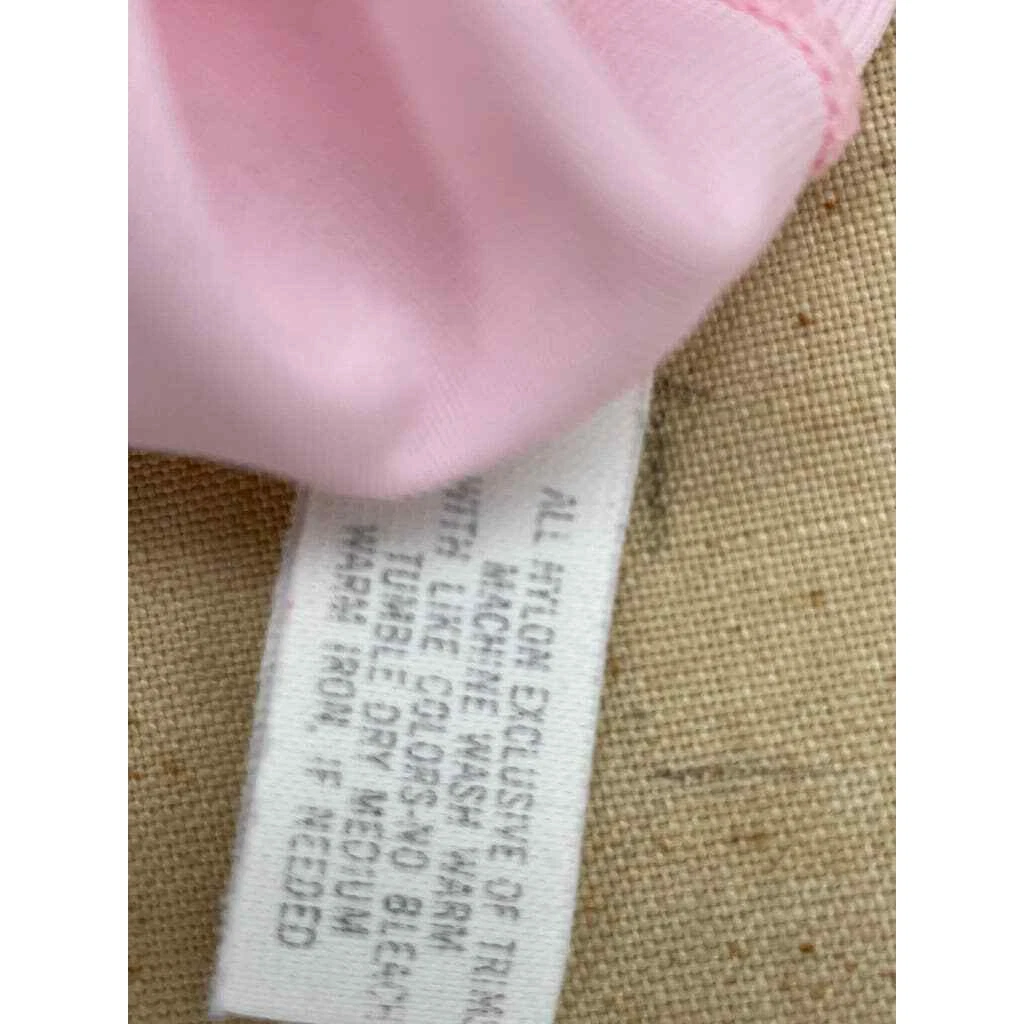 ALL NYLON EXCLUSIVE OF TRIMS
MACHINE WASH WARM
WITH LIKE COLORS-NO BLEACH
TUMBLE DRY MEDIUM
WARM IRON, IF NEEDED